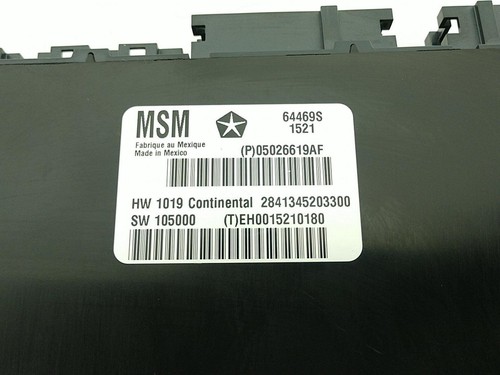 MSM
64469S
1521
Fabrique au Mexique
Made in Mexico
(P)05026619AF
HW 1019 Continental 2841345203300
SW 105000 (T)EH0015210180